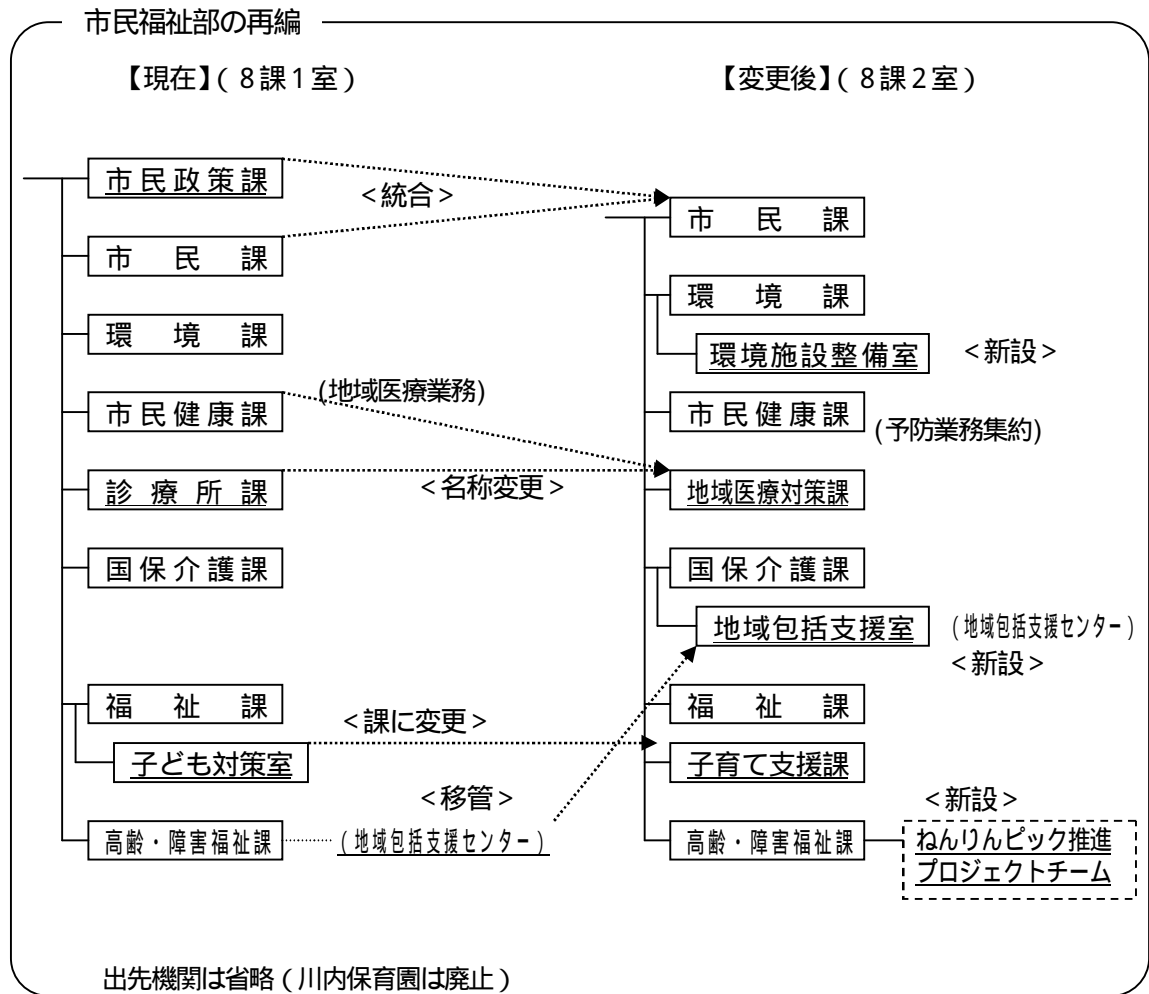 市民福祉部の再編
【現在】(8課1室)
【変更後】(8課2室)
市民政策課
<統合>
市民課
環境課
市民健康課
(地域医療業務)
診療所課
<名称変更>
国保介護課
福祉課
<課に変更>
子ども対策室
<移管>
高齢・障害福祉課
(地域包括支援センター)
市民課
環境課
環境施設整備室
<新設>
市民健康課
(予防業務集約)
地域医療対策課
国保介護課
地域包括支援室
(地域包括支援センター)
<新設>
福祉課
子育て支援課
<新設>
高齢・障害福祉課
ねんりんピック推進
プロジェクトチーム
出先機関は省略(川内保育園は廃止)